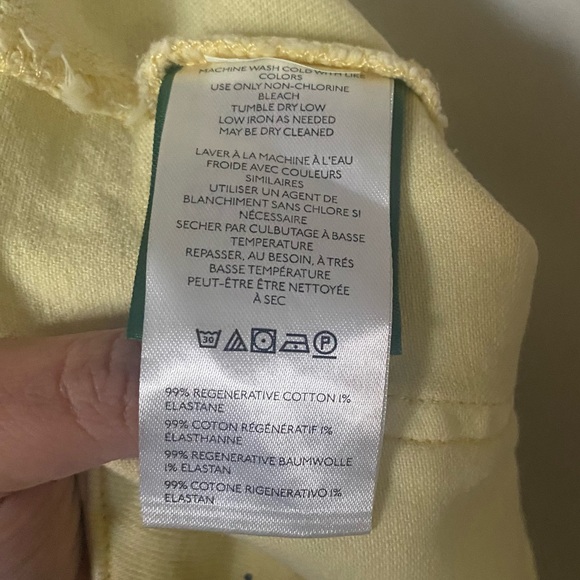 MACHINE WASH COLD WITH LIKE
COLORS
USE ONLY NON-CHLORINE
BLEACH
TUMBLE DRY LOW
LOW IRON AS NEEDED
MAY BE DRY CLEANED
LAVER À LA MACHINE À L'EAU
FROIDE AVEC COULEURS
SIMILAIRES
UTILISER UN AGENT DE
BLANCHIMENT SANS CHLORE SI
NÉCESSAIRE
SECHER PAR CULBUTAGE À BASSE
TEMPERATURE
REPASSER, AU BESOIN, À TRÉS
BASSE TEMPÉRATURE
PEUT-ÊTRE ÊTRE NETTOYÉE
À SEC
30 P
99% REGENERATIVE COTTON 1%
ELASTANE
99% COTON RÉGÉNÉRATIF 1%
ÉLASTHANNE
99% REGENERATIVE BAUMWOLLE
1% ELASTAN
99% COTONE RIGENERATIVO 1%
ELASTAN